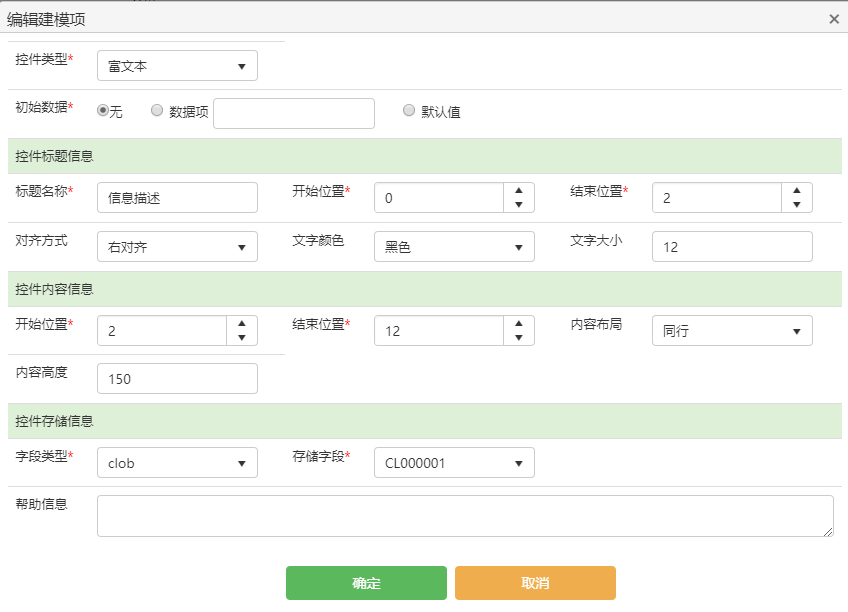 编辑建模项 ×
控件类型* 富文本
初始数据* 无 数据项 默认值
控件标题信息
标题名称* 信息描述 开始位置* 0 结束位置* 2
对齐方式 右对齐 文字颜色 黑色 文字大小 12
控件内容信息
开始位置* 2 结束位置* 12 内容布局 同行
内容高度 150
控件存储信息
字段类型* clob 存储字段* CL000001
帮助信息
确定 取消